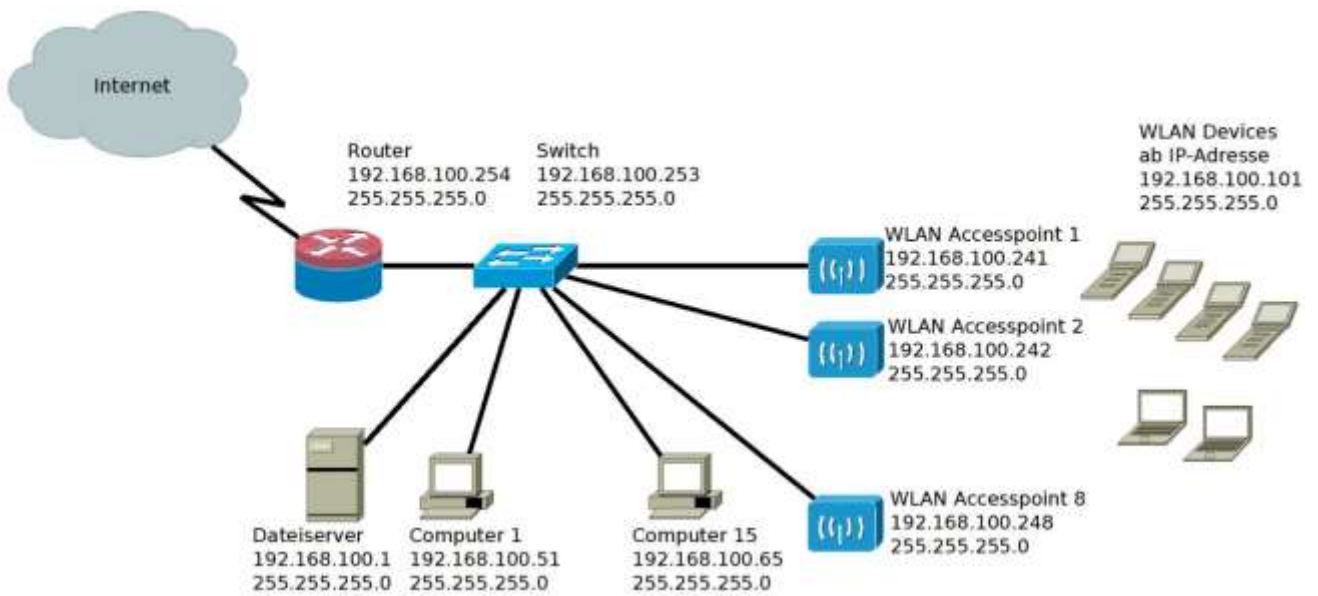 Internet
Router
192.168.100.254
255.255.255.0
Switch
192.168.100.253
255.255.255.0
WLAN Devices
ab IP-Adresse
192.168.100.101
255.255.255.0
WLAN Accesspoint 1
192.168.100.241
255.255.255.0
WLAN Accesspoint 2
192.168.100.242
255.255.255.0
WLAN Accesspoint 8
192.168.100.248
255.255.255.0
Dateiserver
192.168.100.1
255.255.255.0
Computer 1
192.168.100.51
255.255.255.0
Computer 15
192.168.100.65
255.255.255.0